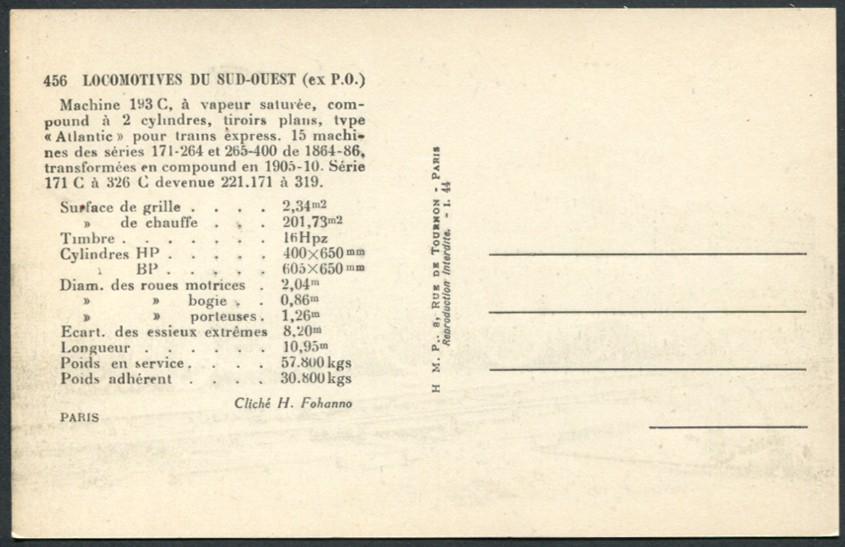 456 LOCOMOTIVES DU SUD-OUEST (ex P.O.)
Machine 193 C, à vapeur saturée, com-
pound à 2 cylindres, tiroirs plans, type
« Atlantic » pour trains express. 15 machi-
nes des séries 171-264 et 265-400 de 1864-86,
transformées en compound en 1905-10. Série
171 C à 326 C devenue 221.171 à 319.
Surface de grille . . . . 2,34m2
» de chauffe . . . 201,73m2
Timbre . . . . . . . 16Hpz
Cylindres HP . . . . . 400×650mm
BP . . . . . 605×650mm
Diam. des roues motrices . 2,04m
» » bogie . . 0,86m
» » porteuses . 1,26m
Ecart. des essieux extrêmes 8,20m
Longueur . . . . . . 10,95m
Poids en service . . . . 57.800 kgs
Poids adhérent . . . . 30.800 kgs
Cliché H. Fohanno
PARIS
H M. P., 8, RUE DE TOURNON - PARIS
Reproduction Interdite. - I. 44